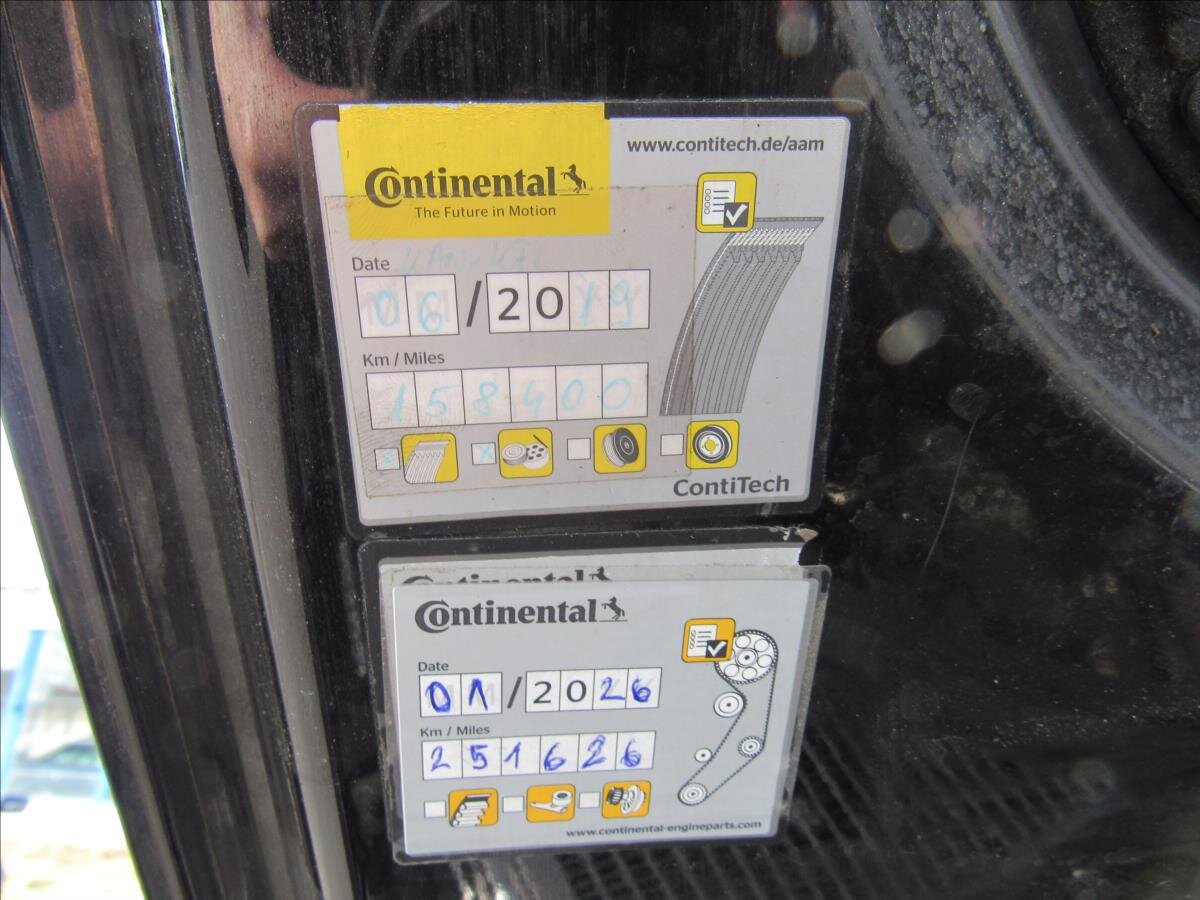 www.contitech.de/aam
Continental
The Future in Motion
Date
06/2019
Km / Miles
158400
ContiTech
Continental
Continental
Date
01/2026
Km / Miles
251626
www.continental-engineparts.com